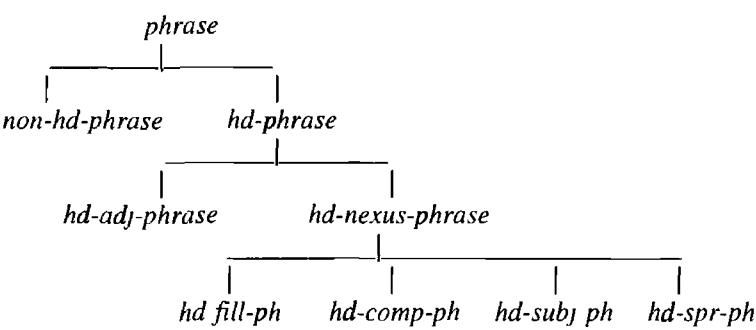 phrase
non-hd-phrase hd-phrase
hd-adj-phrase hd-nexus-phrase
hd fill-ph hd-comp-ph hd-subj ph hd-spr-ph